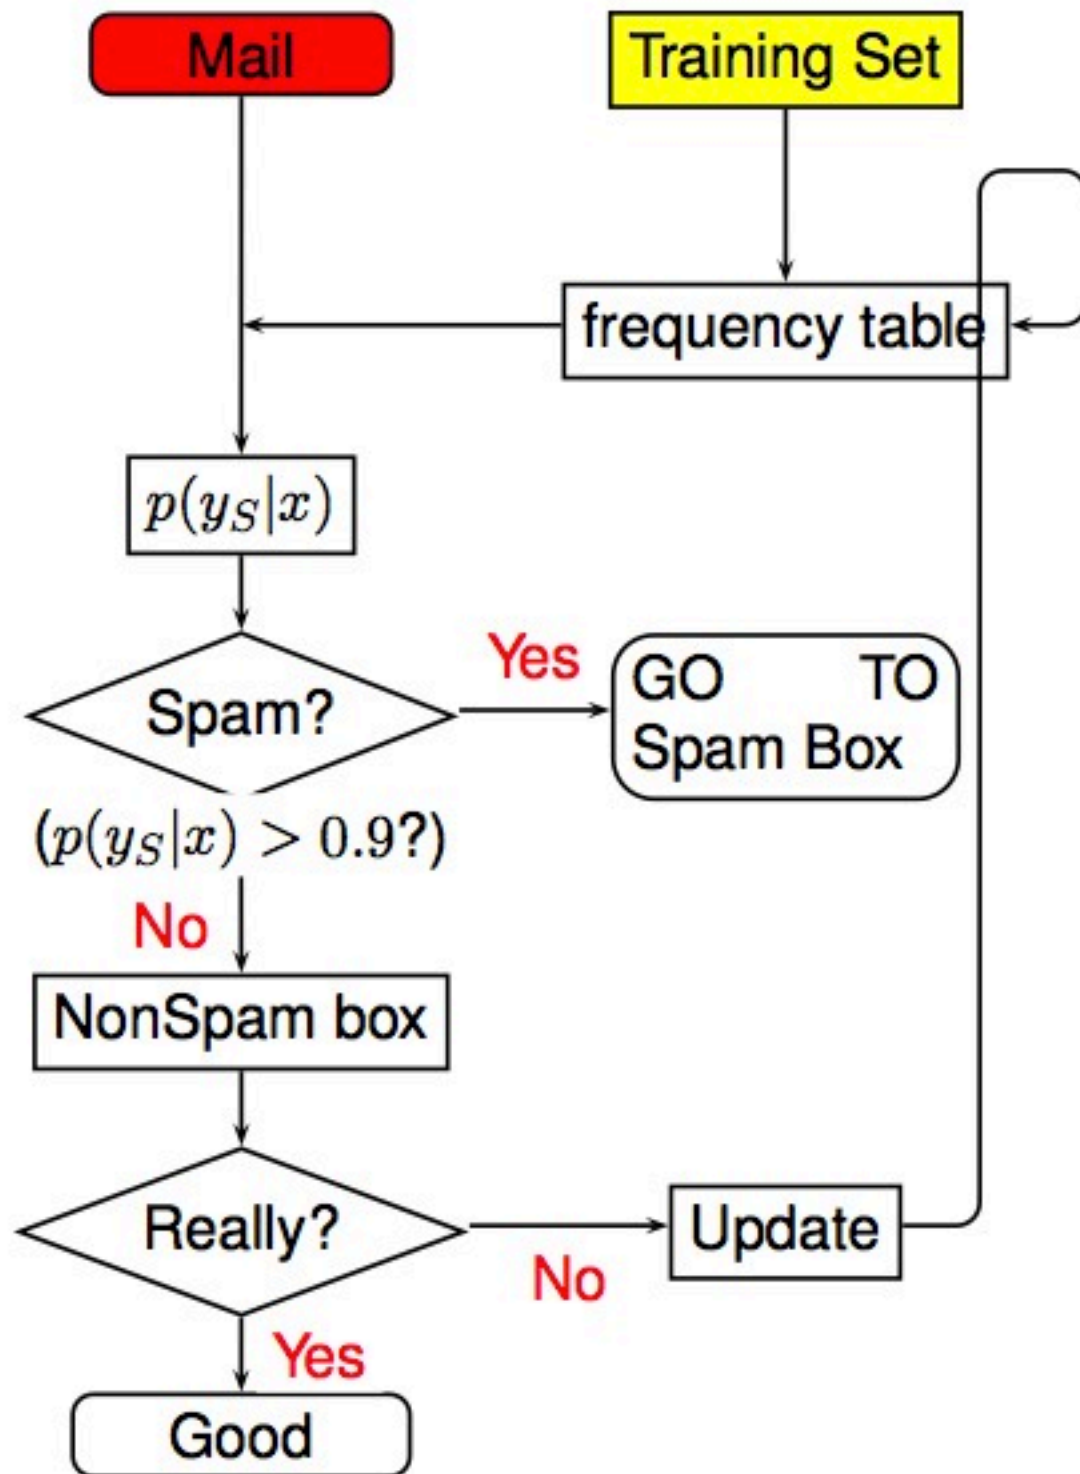 Mail
Training Set
frequency table
p(y_S|x)
Spam?
Yes
GO TO
Spam Box
(p(y_S|x) > 0.9?)
No
NonSpam box
Really?
No
Update
Yes
Good